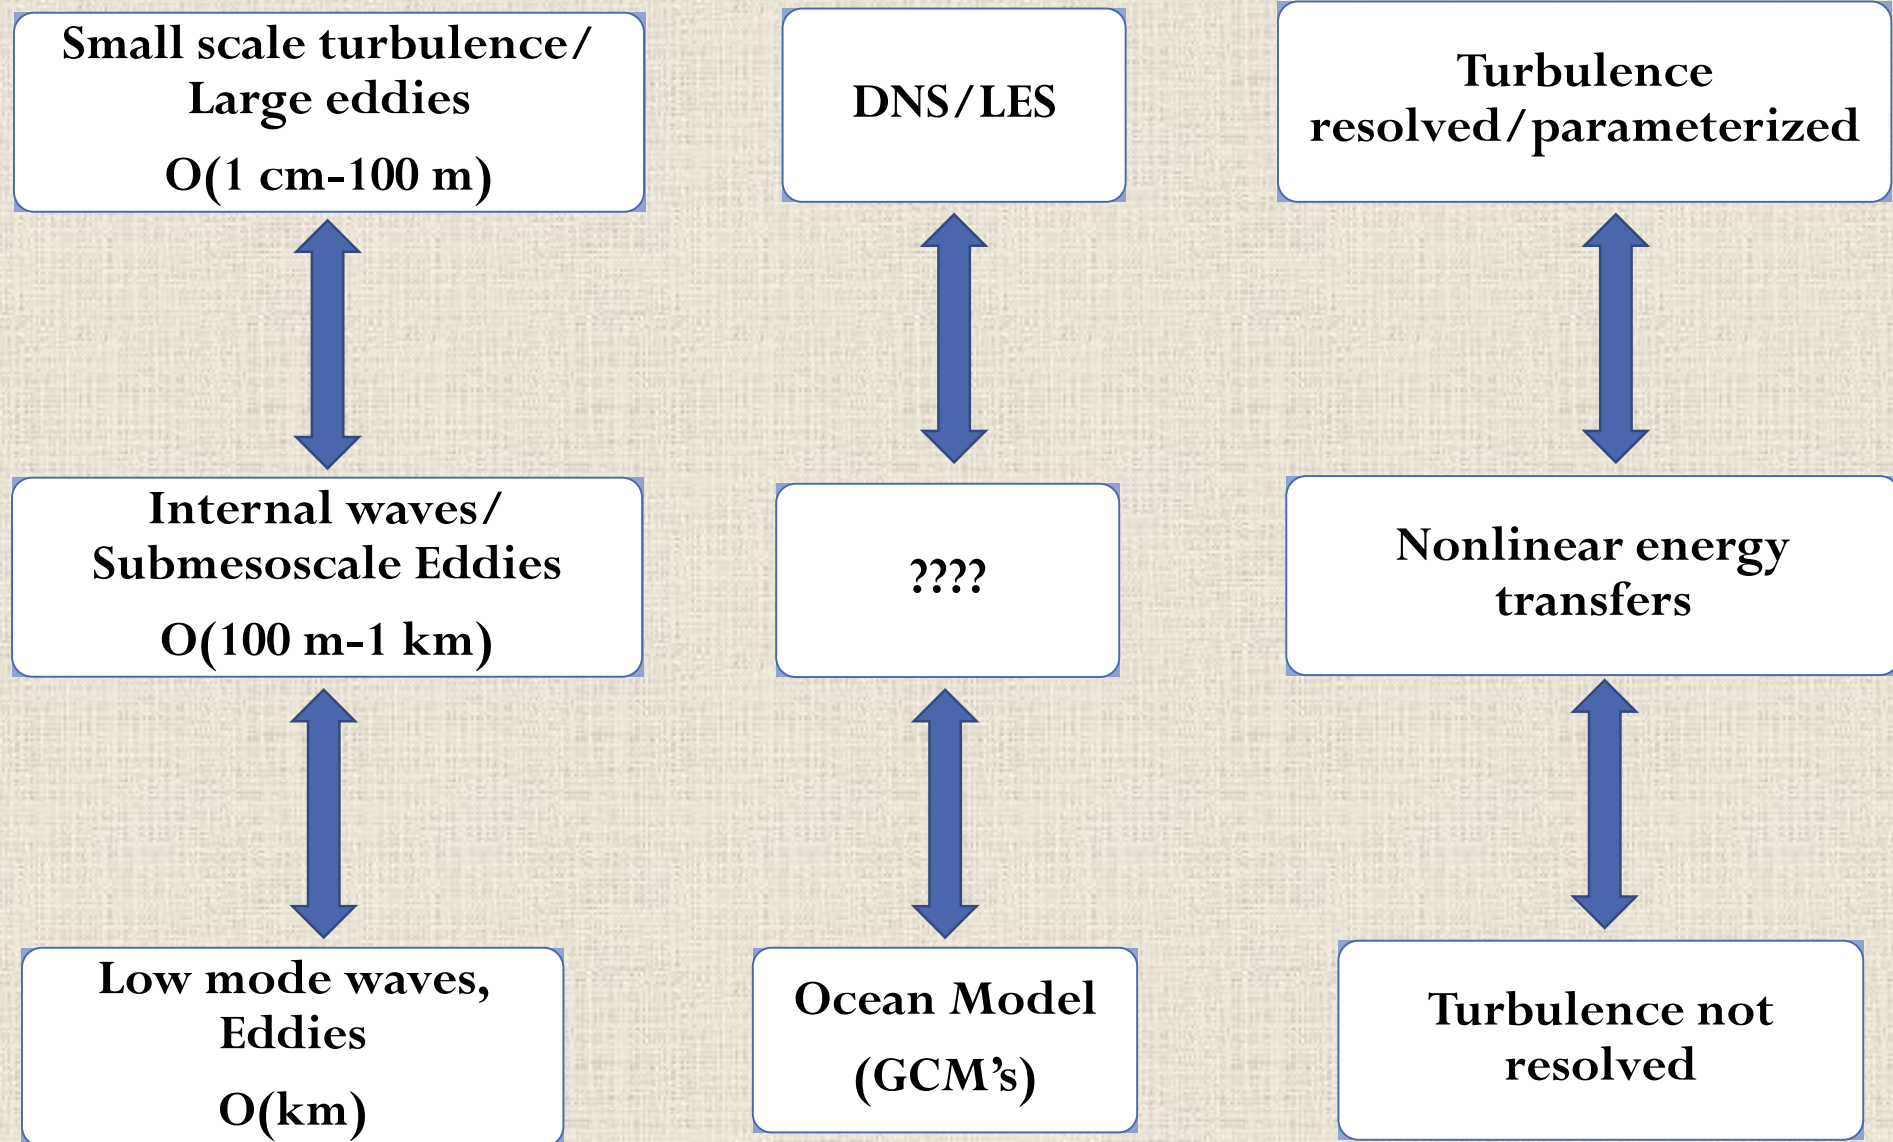 Small scale turbulence/
Large eddies
O(1 cm-100 m)
DNS/LES
Turbulence
resolved/parameterized
Internal waves/
Submesoscale Eddies
O(100 m-1 km)
????
Nonlinear energy
transfers
Low mode waves,
Eddies
O(km)
Ocean Model
(GCM’s)
Turbulence not
resolved